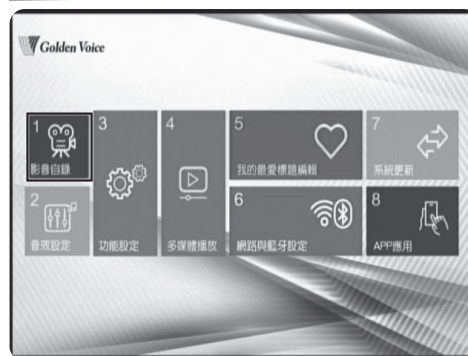 Golden Voice
1
影音自錄
2
音效設定
3
功能設定
4
多媒體播放
5
我的最愛標題編輯
6
網路與藍牙設定
7
系統更新
8
APP應用